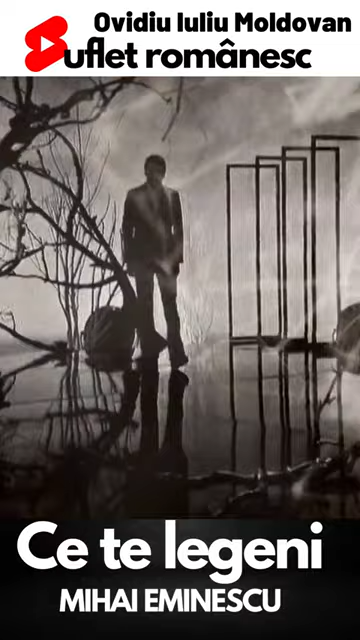 Ovidiu Iuliu Moldovan
Suflet românesc
Ce te legeni
MIHAI EMINESCU